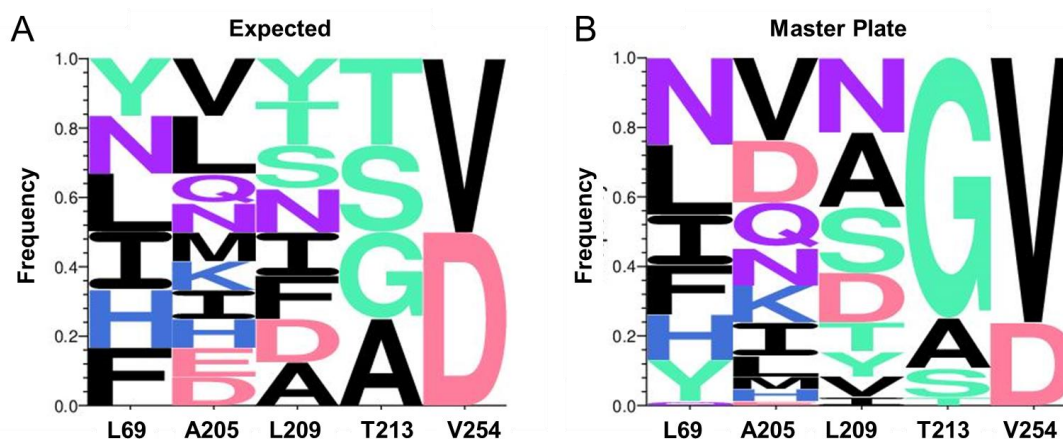 A
Expected
Frequency
1.0
0.8
0.6
0.4
0.2
0.0
Y
N
L
I
H
F
V
L
Q
N
M
K
I
H
E
D
Y
T
S
N
I
F
D
A
T
S
G
A
V
D
L69 A205 L209 T213 V254
B
Master Plate
Frequency
1.0
0.8
0.6
0.4
0.2
0.0
N
L
I
F
H
Y
V
D
Q
N
K
I
L
M
H
N
A
S
D
T
Y
V
G
A
S
T
V
D
L69 A205 L209 T213 V254